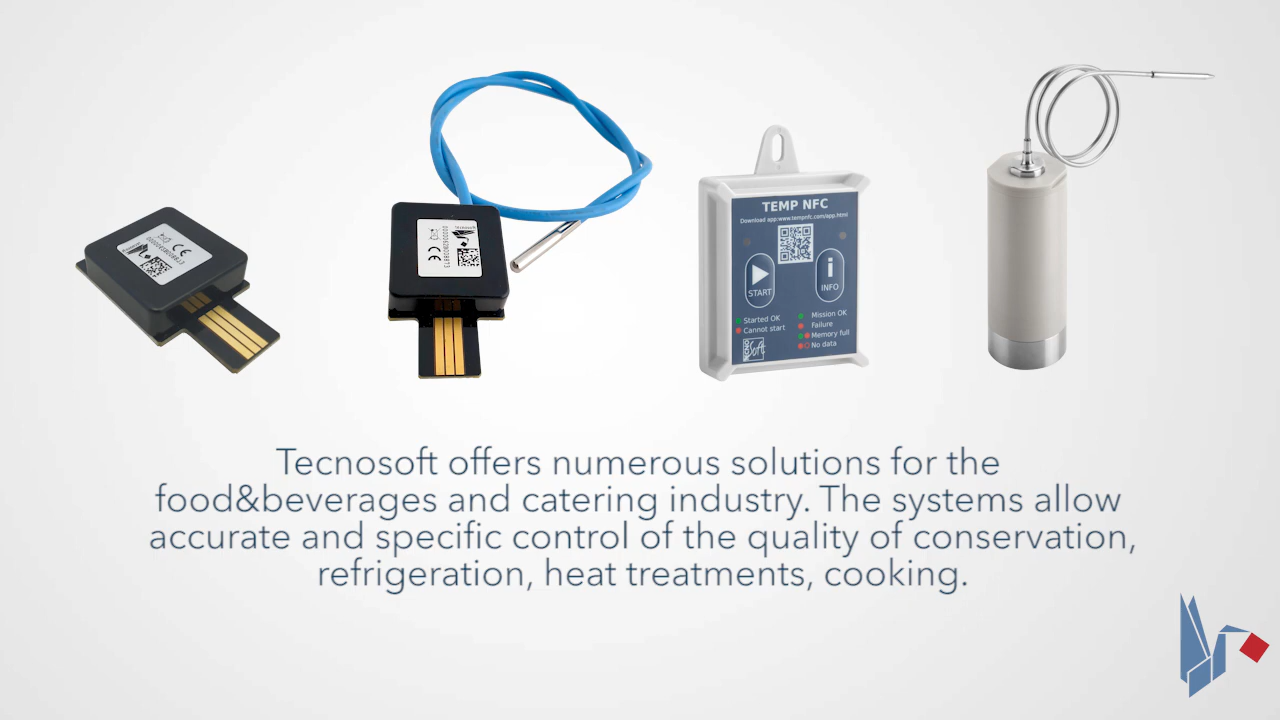 TEMP NFC
Download app:www.tempnfc.com/app.html
START
INFO
Started OK
Cannot start
Mission OK
Failure
Memory full
No data
Soft
Tecnosoft offers numerous solutions for the
food&beverages and catering industry. The systems allow
accurate and specific control of the quality of conservation,
refrigeration, heat treatments, cooking.